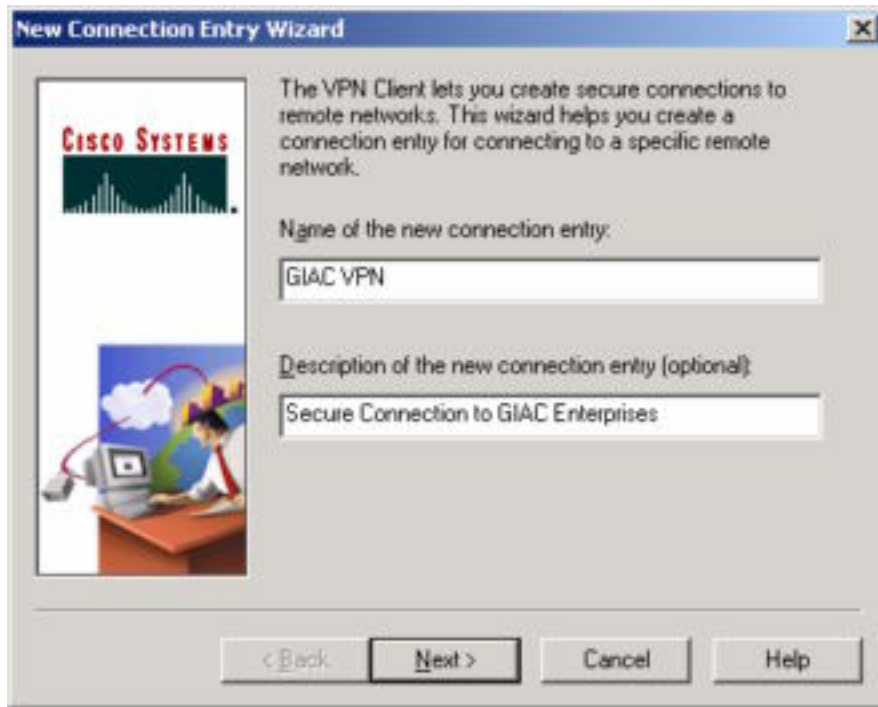 New Connection Entry Wizard
CISCO SYSTEMS
The VPN Client lets you create secure connections to
remote networks. This wizard helps you create a
connection entry for connecting to a specific remote
network.
Name of the new connection entry:
GIAC VPN
Description of the new connection entry (optional):
Secure Connection to GIAC Enterprises
< Back
Next >
Cancel
Help